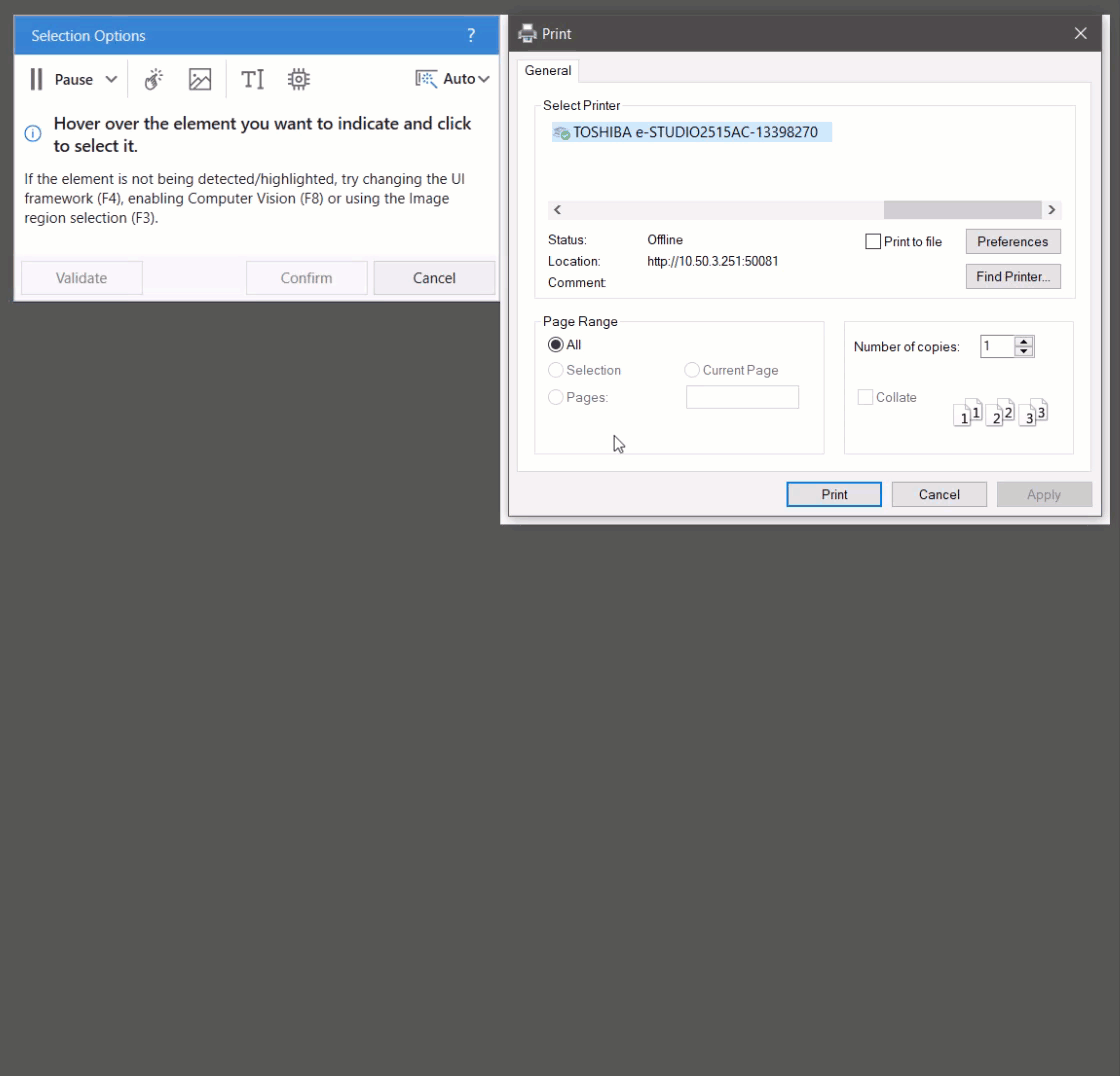 Selection Options ?
Pause Auto
Hover over the element you want to indicate and click
to select it.
If the element is not being detected/highlighted, try changing the UI
framework (F4), enabling Computer Vision (F8) or using the Image
region selection (F3).
Validate Confirm Cancel
Print
General
Select Printer
TOSHIBA e-STUDIO2515AC-13398270
Status: Offline Print to file Preferences
Location: http://10.50.3.251:50081
Comment: Find Printer...
Page Range
All
Selection Current Page
Pages:
Number of copies: 1
Collate 1 1 2 2 3 3
Print Cancel Apply